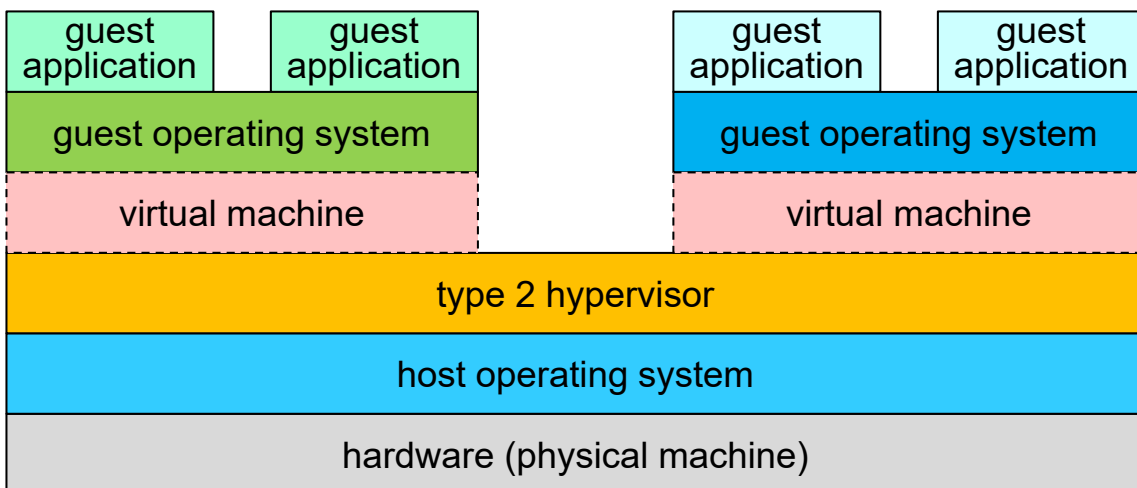 guest
application
guest
application
guest
application
guest
application
guest operating system
guest operating system
virtual machine
virtual machine
type 2 hypervisor
host operating system
hardware (physical machine)